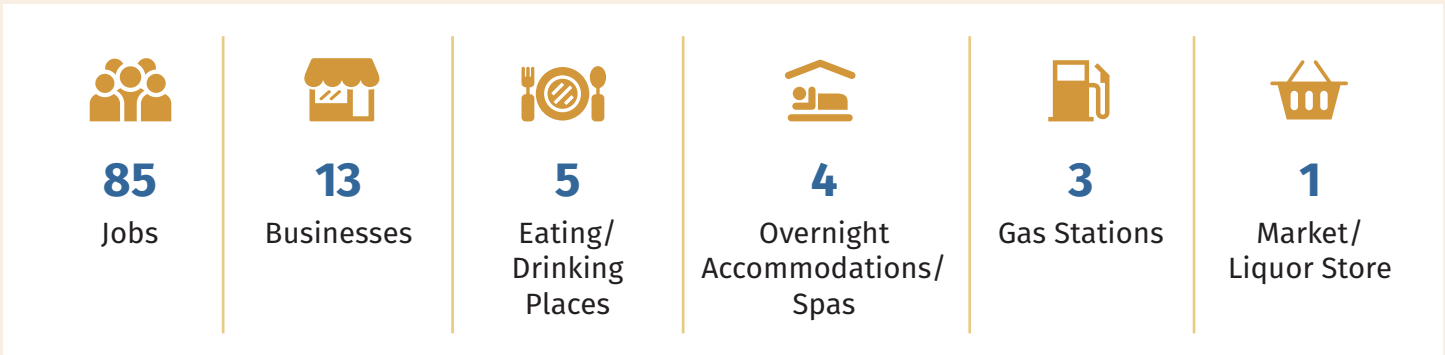 85
Jobs
13
Businesses
5
Eating/
Drinking
Places
4
Overnight
Accommodations/
Spas
3
Gas Stations
1
Market/
Liquor Store